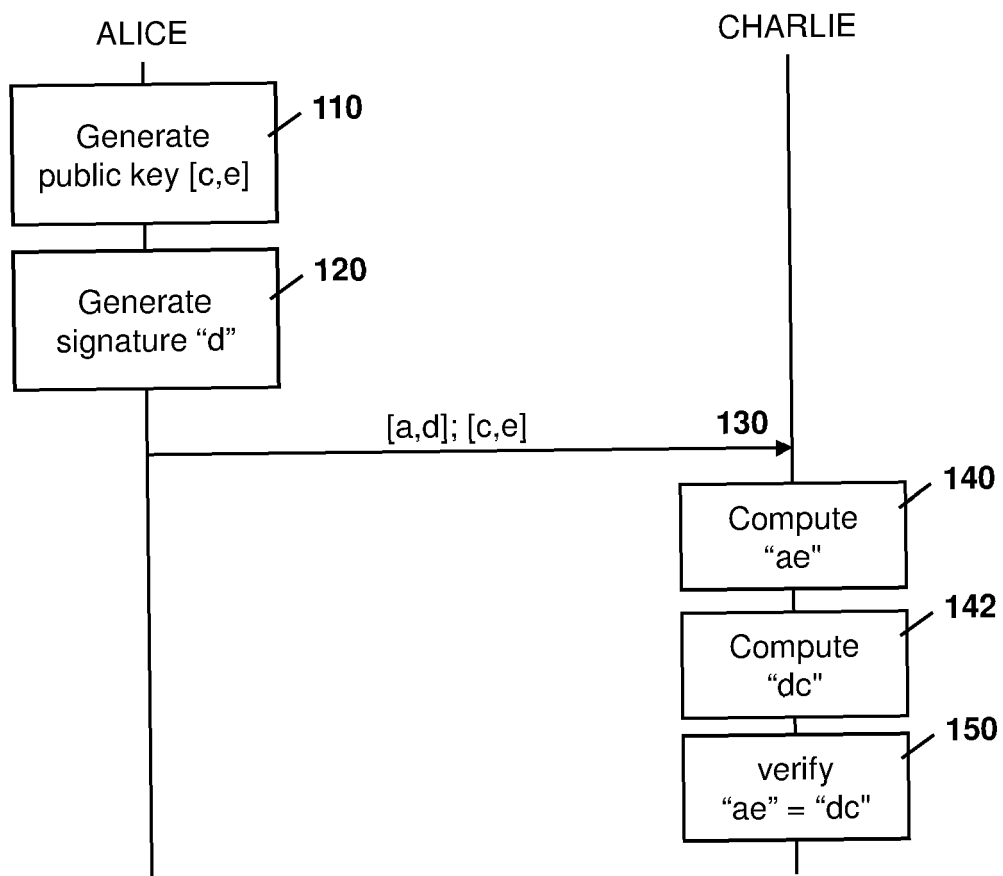 ALICE
CHARLIE
110
Generate
public key [c,e]
120
Generate
signature “d”
[a,d]; [c,e]
130
140
Compute
“ae"
142
Compute
“dc"
150
verify
“ae” = “dc"